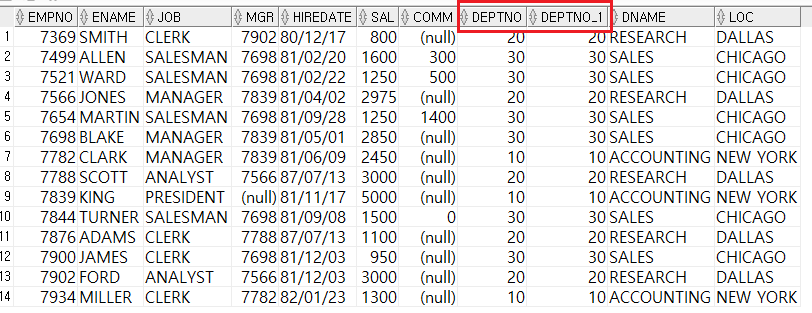 EMPNO ENAME JOB MGR HIREDATE SAL COMM DEPTNO DEPTNO_1 DNAME LOC
1 7369 SMITH CLERK 7902 80/12/17 800 (null) 20 20 RESEARCH DALLAS
2 7499 ALLEN SALESMAN 7698 81/02/20 1600 300 30 30 SALES CHICAGO
3 7521 WARD SALESMAN 7698 81/02/22 1250 500 30 30 SALES CHICAGO
4 7566 JONES MANAGER 7839 81/04/02 2975 (null) 20 20 RESEARCH DALLAS
5 7654 MARTIN SALESMAN 7698 81/09/28 1250 1400 30 30 SALES CHICAGO
6 7698 BLAKE MANAGER 7839 81/05/01 2850 (null) 30 30 SALES CHICAGO
7 7782 CLARK MANAGER 7839 81/06/09 2450 (null) 10 10 ACCOUNTING NEW YORK
8 7788 SCOTT ANALYST 7566 87/07/13 3000 (null) 20 20 RESEARCH DALLAS
9 7839 KING PRESIDENT (null) 81/11/17 5000 (null) 10 10 ACCOUNTING NEW YORK
10 7844 TURNER SALESMAN 7698 81/09/08 1500 0 30 30 SALES CHICAGO
11 7876 ADAMS CLERK 7788 87/07/13 1100 (null) 20 20 RESEARCH DALLAS
12 7900 JAMES CLERK 7698 81/12/03 950 (null) 30 30 SALES CHICAGO
13 7902 FORD ANALYST 7566 81/12/03 3000 (null) 20 20 RESEARCH DALLAS
14 7934 MILLER CLERK 7782 82/01/23 1300 (null) 10 10 ACCOUNTING NEW YORK